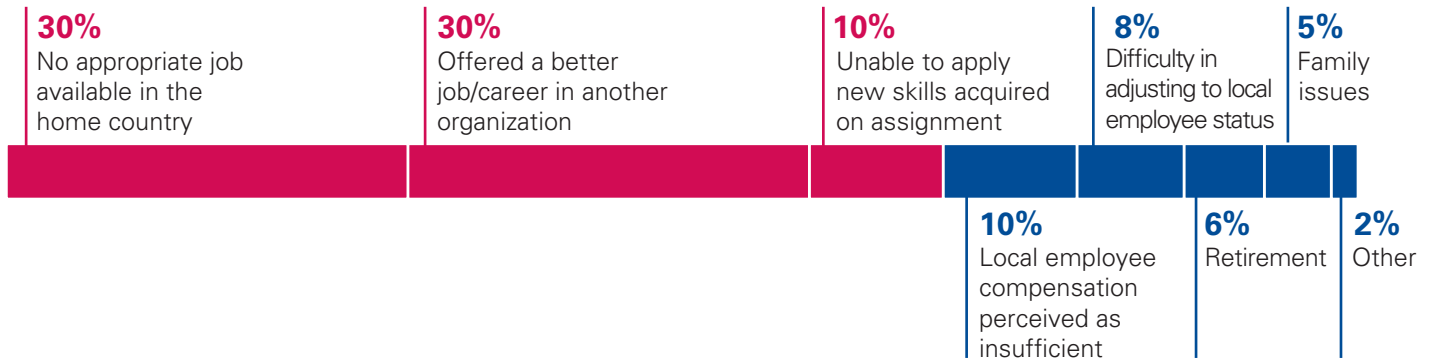 30%
No appropriate job
available in the
home country
30%
Offered a better
job/career in another
organization
10%
Unable to apply
new skills acquired
on assignment
8%
Difficulty in
adjusting to local
employee status
5%
Family
issues
10%
Local employee
compensation
perceived as
insufficient
6%
Retirement
2%
Other